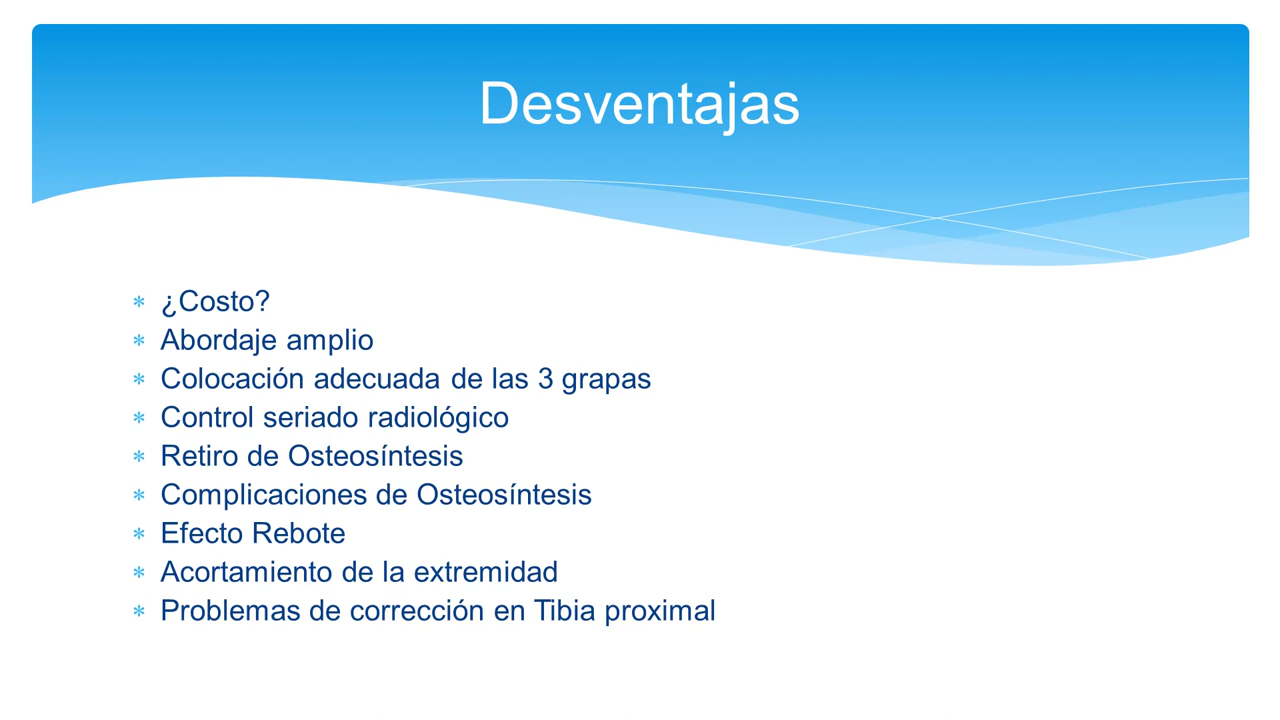 Desventajas
¿Costo?
Abordaje amplio
Colocación adecuada de las 3 grapas
Control seriado radiológico
Retiro de Osteosíntesis
Complicaciones de Osteosíntesis
Efecto Rebote
Acortamiento de la extremidad
Problemas de corrección en Tibia proximal